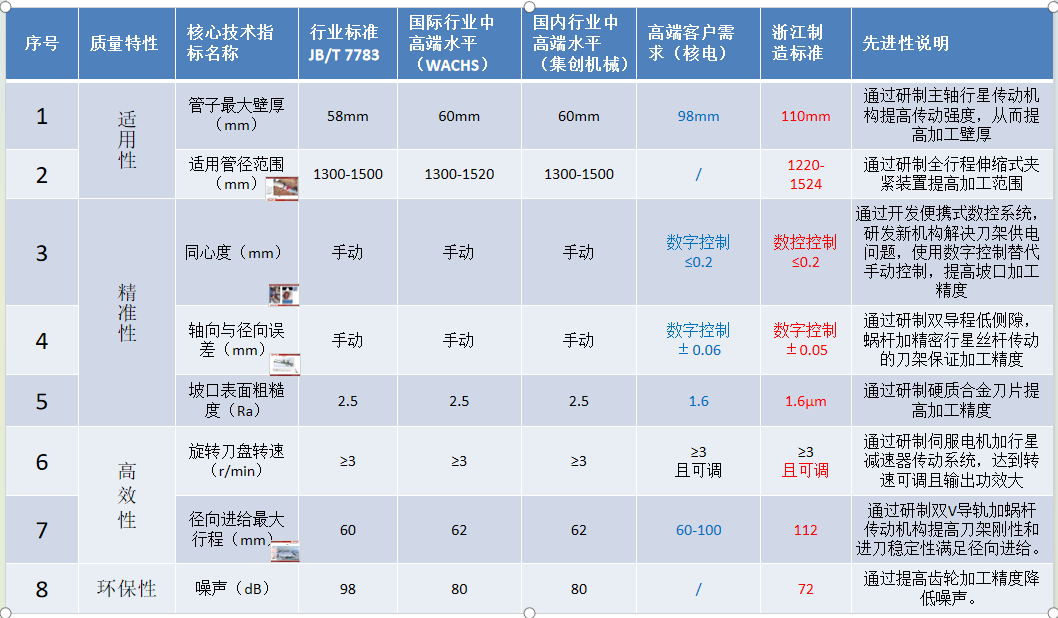 序号
质量特性
核心技术指
标名称
行业标准
JB/T 7783
国际行业中
高端水平
（WACHS）
国内行业中
高端水平
（集创机械）
高端客户需
求（核电）
浙江制
造标准
先进性说明
1
适用性
管子最大壁厚
（mm）
58mm
60mm
60mm
98mm
110mm
通过研制主轴行星传动机
构提高传动强度，从而提
高加工壁厚
2
适用管径范围
（mm）
1300-1500
1300-1520
1300-1500
/
1220-
1524
通过研制全行程伸缩式夹
紧装置提高加工范围
3
精准性
同心度（mm）
手动
手动
手动
数字控制
≤0.2
数控控制
≤0.2
通过开发便携式数控系统，
研发新机构解决刀架供电
问题，使用数字控制替代
手动控制，提高坡口加工
精度
4
轴向与径向误
差（mm）
手动
手动
手动
数字控制
±0.06
数字控制
±0.05
通过研制双导程低侧隙，
蜗杆加精密行星丝杆传动
的刀架保证加工精度
5
坡口表面粗糙
度（Ra）
2.5
2.5
2.5
1.6
1.6μm
通过研制硬质合金刀片提
高加工精度
6
高效性
旋转刀盘转速
（r/min）
≥3
≥3
≥3
≥3
且可调
≥3
且可调
通过研制伺服电机加行星
减速器传动系统，达到转
速可调且输出功效大
7
径向进给最大
行程（mm）
60
62
62
60-100
112
通过研制双V导轨加蜗杆
传动机构提高刀架刚性和
进刀稳定性满足径向进给。
8
环保性
噪声（dB）
98
80
80
/
72
通过提高齿轮加工精度降
低噪声。